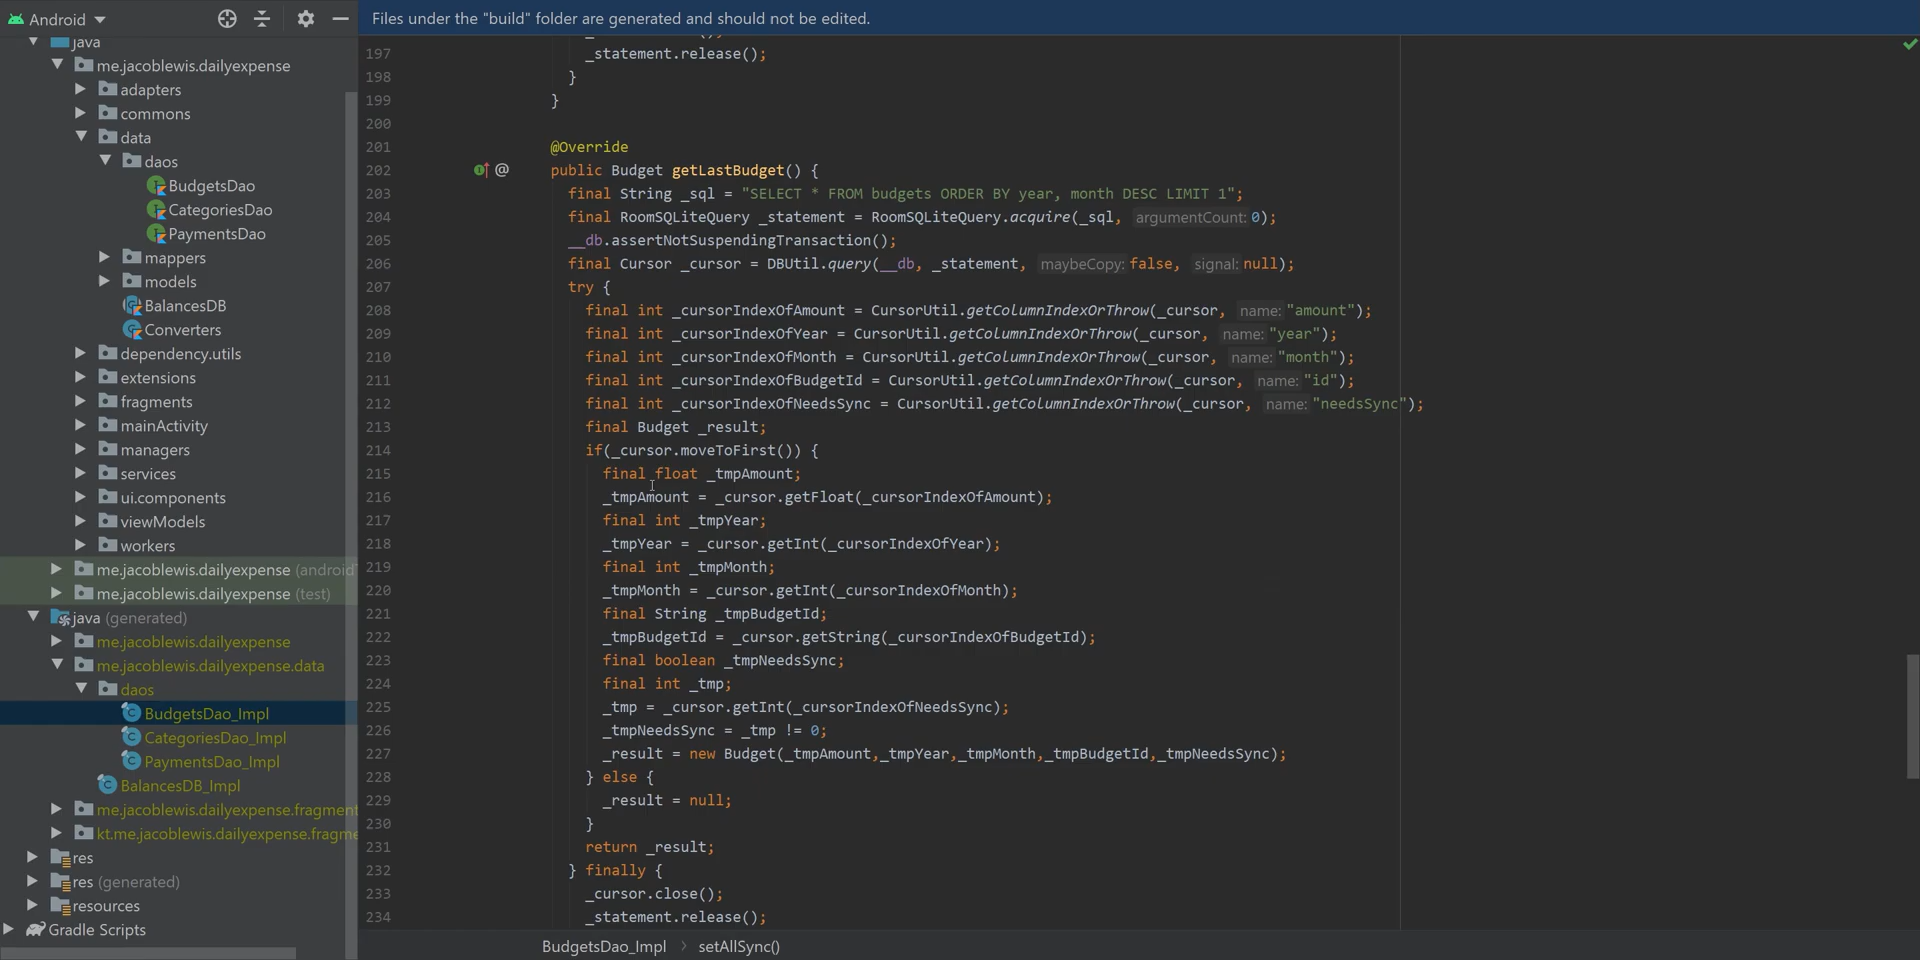 Android
Files under the "build" folder are generated and should not be edited.
java
me.jacoblewis.dailyexpense
adapters
commons
data
daos
BudgetsDao
CategoriesDao
PaymentsDao
mappers
models
BalancesDB
Converters
dependency.utils
extensions
fragments
mainActivity
managers
services
ui.components
viewModels
workers
me.jacoblewis.dailyexpense (android
me.jacoblewis.dailyexpense (test)
java (generated)
me.jacoblewis.dailyexpense
me.jacoblewis.dailyexpense.data
daos
BudgetsDao_Impl
CategoriesDao_Impl
PaymentsDao_Impl
BalancesDB_Impl
me.jacoblewis.dailyexpense.fragment
kt.me.jacoblewis.dailyexpense.fragme
res
res (generated)
resources
Gradle Scripts
197 _statement.release();
198 }
199 }
200
201 @Override
202 @ public Budget getLastBudget() {
203 final String _sql = "SELECT * FROM budgets ORDER BY year, month DESC LIMIT 1";
204 final RoomSQLiteQuery _statement = RoomSQLiteQuery.acquire(_sql, argumentCount: 0);
205 __db.assertNotSuspendingTransaction();
206 final Cursor _cursor = DBUtil.query(__db, _statement, maybeCopy: false, signal: null);
207 try {
208 final int _cursorIndexOfAmount = CursorUtil.getColumnIndexOrThrow(_cursor, name: "amount");
209 final int _cursorIndexOfYear = CursorUtil.getColumnIndexOrThrow(_cursor, name: "year");
210 final int _cursorIndexOfMonth = CursorUtil.getColumnIndexOrThrow(_cursor, name: "month");
211 final int _cursorIndexOfBudgetId = CursorUtil.getColumnIndexOrThrow(_cursor, name: "id");
212 final int _cursorIndexOfNeedsSync = CursorUtil.getColumnIndexOrThrow(_cursor, name: "needsSync");
213 final Budget _result;
214 if(_cursor.moveToFirst()) {
215 final float _tmpAmount;
216 _tmpAmount = _cursor.getFloat(_cursorIndexOfAmount);
217 final int _tmpYear;
218 _tmpYear = _cursor.getInt(_cursorIndexOfYear);
219 final int _tmpMonth;
220 _tmpMonth = _cursor.getInt(_cursorIndexOfMonth);
221 final String _tmpBudgetId;
222 _tmpBudgetId = _cursor.getString(_cursorIndexOfBudgetId);
223 final boolean _tmpNeedsSync;
224 final int _tmp;
225 _tmp = _cursor.getInt(_cursorIndexOfNeedsSync);
226 _tmpNeedsSync = _tmp != 0;
227 _result = new Budget(_tmpAmount,_tmpYear,_tmpMonth,_tmpBudgetId,_tmpNeedsSync);
228 } else {
229 _result = null;
230 }
231 return _result;
232 } finally {
233 _cursor.close();
234 _statement.release();
BudgetsDao_Impl > setAllSync()